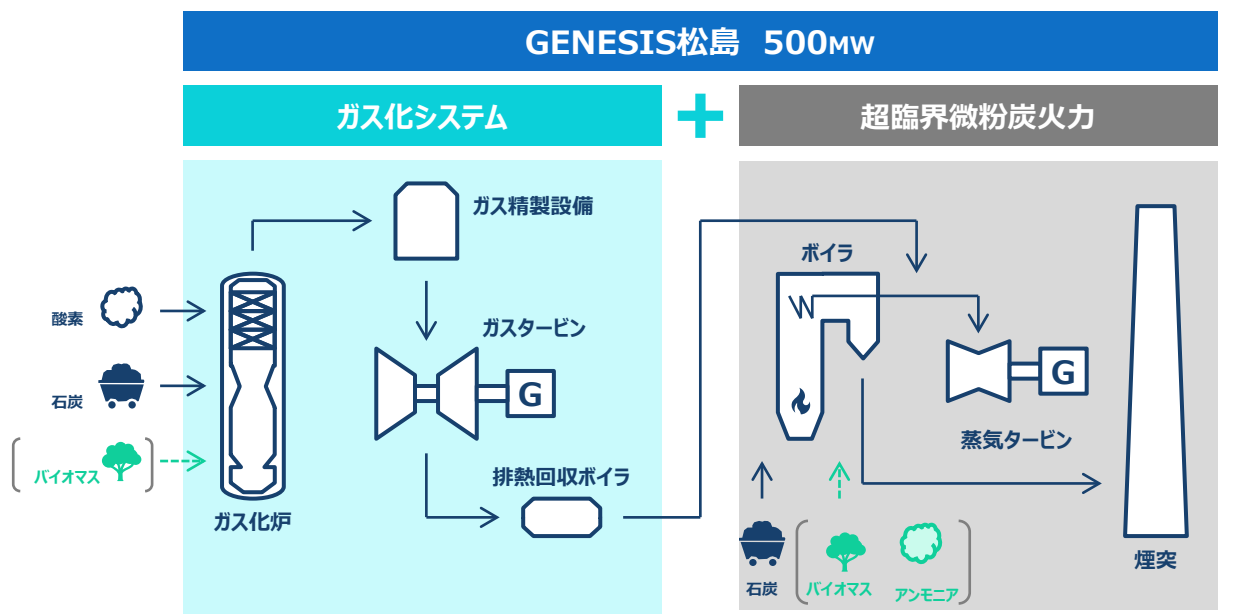 GENESIS松島 500MW
ガス化システム
超臨界微粉炭火力
ガス精製設備
ボイラ
酸素
ガスタービン
G
G
石炭
蒸気タービン
バイオマス
排熱回収ボイラ
ガス化炉
煙突
石炭
バイオマス
アンモニア